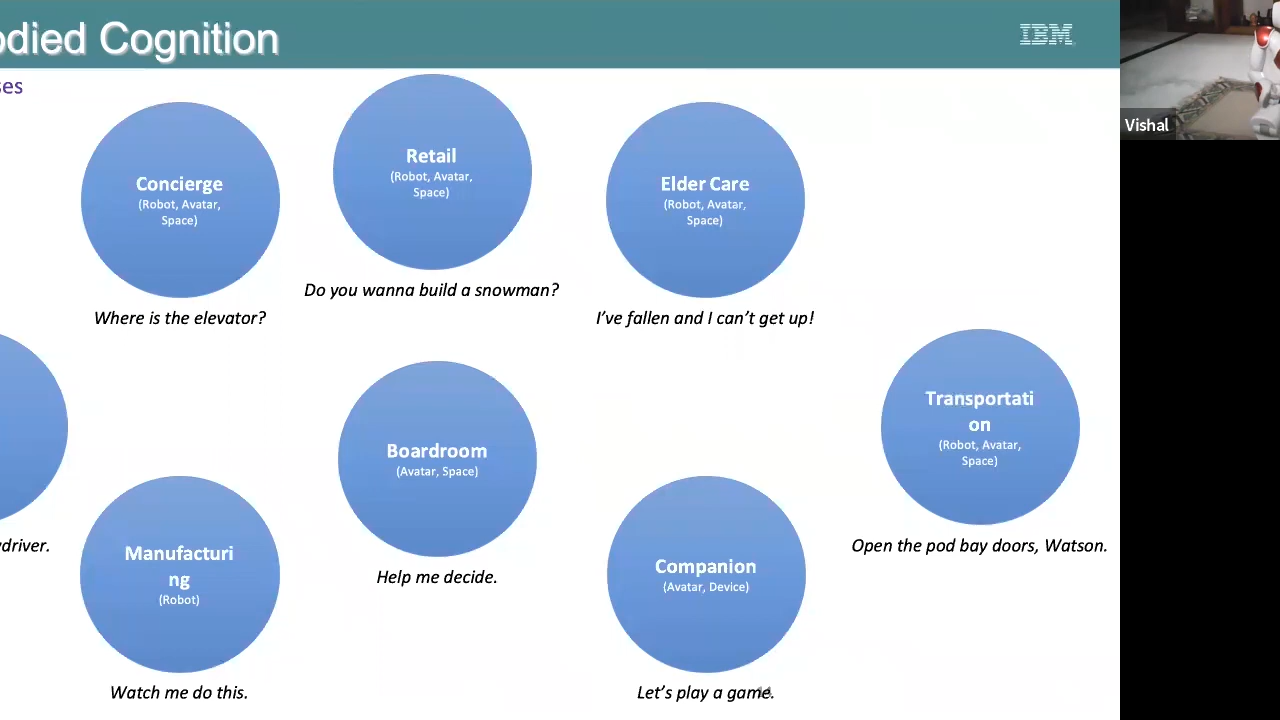 odied Cognition
IBM
ses
Vishal
Retail
(Robot, Avatar,
Space)
Do you wanna build a snowman?
Concierge
(Robot, Avatar,
Space)
Where is the elevator?
Elder Care
(Robot, Avatar,
Space)
I've fallen and I can't get up!
Transportati
on
(Robot, Avatar,
Space)
Open the pod bay doors, Watson.
Boardroom
(Avatar, Space)
Help me decide.
driver.
Manufacturi
ng
(Robot)
Watch me do this.
Companion
(Avatar, Device)
Let's play a game.